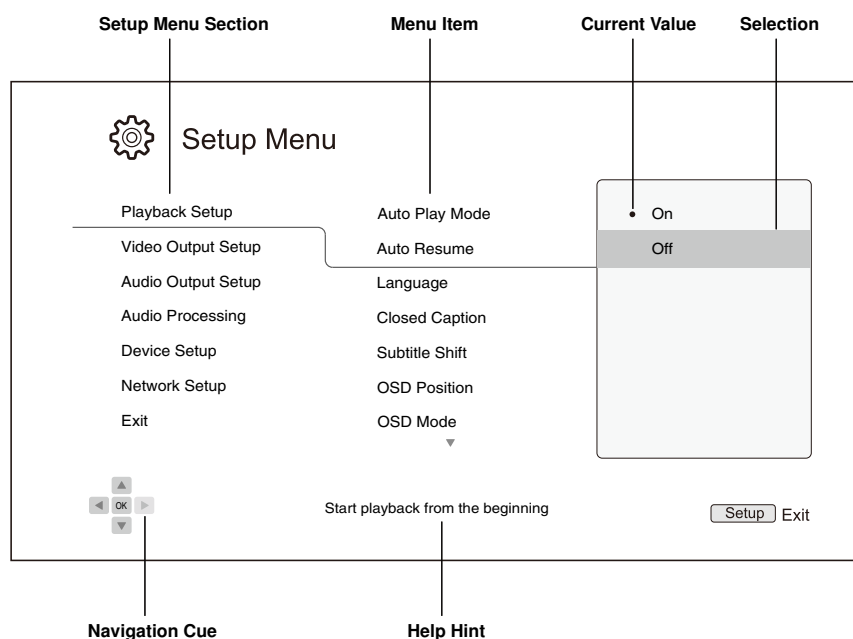 Setup Menu Section
Menu Item
Current Value
Selection
Setup Menu
Playback Setup
Video Output Setup
Audio Output Setup
Audio Processing
Device Setup
Network Setup
Exit
Auto Play Mode
Auto Resume
Language
Closed Caption
Subtitle Shift
OSD Position
OSD Mode
• On
Off
OK
Start playback from the beginning
Setup Exit
Navigation Cue
Help Hint